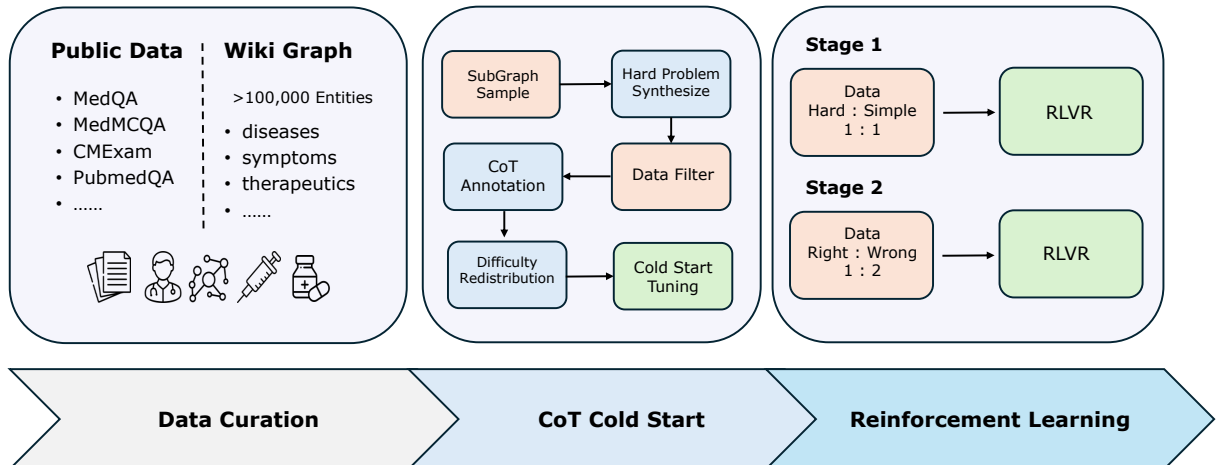 Public Data
• MedQA
• MedMCQA
• CMExam
• PubmedQA
• ......
Wiki Graph
>100,000 Entities
• diseases
• symptoms
• therapeutics
• ......
SubGraph
Sample
Hard Problem
Synthesize
Data Filter
CoT
Annotation
Difficulty
Redistribution
Cold Start
Tuning
Stage 1
Data
Hard : Simple
1 : 1
RLVR
Stage 2
Data
Right : Wrong
1 : 2
RLVR
Data Curation
CoT Cold Start
Reinforcement Learning